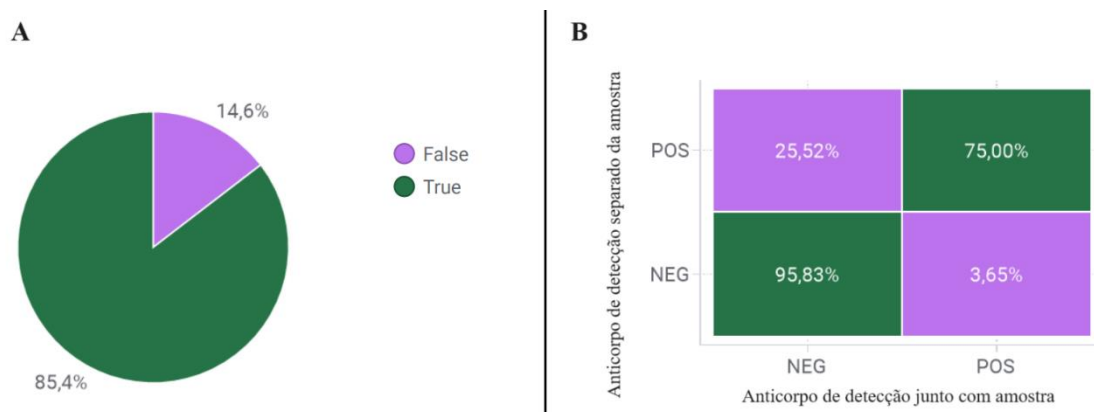 A
14,6%
False
True
85,4%
B
Anticorpo de detecção separado da amostra
POS
25,52%
75,00%
NEG
95,83%
3,65%
NEG
POS
Anticorpo de detecção junto com amostra